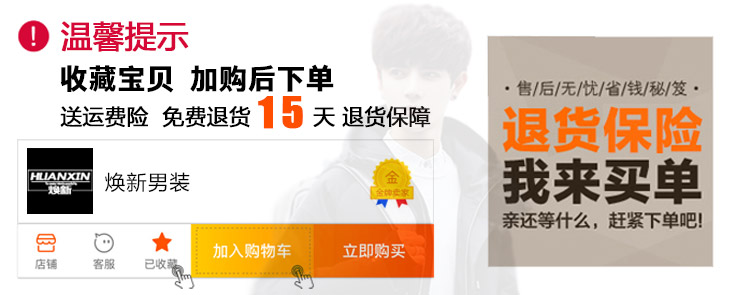 温馨提示
收藏宝贝 加购后下单
送运费险 免费退货 15 天 退货保障
HUANXIN
焕新
焕新男装
金
金牌卖家
店铺
客服
已收藏
加入购物车
立即购买
·售/后/无/忧/省/钱/秘/笈·
退货保险
我来买单
亲还等什么，赶紧下单吧!